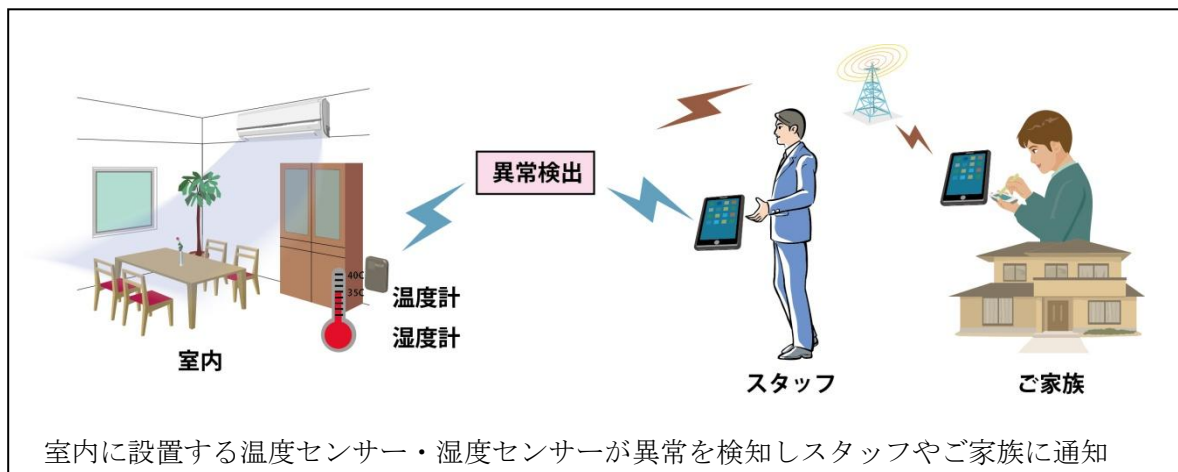 異常検出
40C
35C
温度計
湿度計
室内
スタッフ
ご家族
室内に設置する温度センサー・湿度センサーが異常を検知しスタッフやご家族に通知